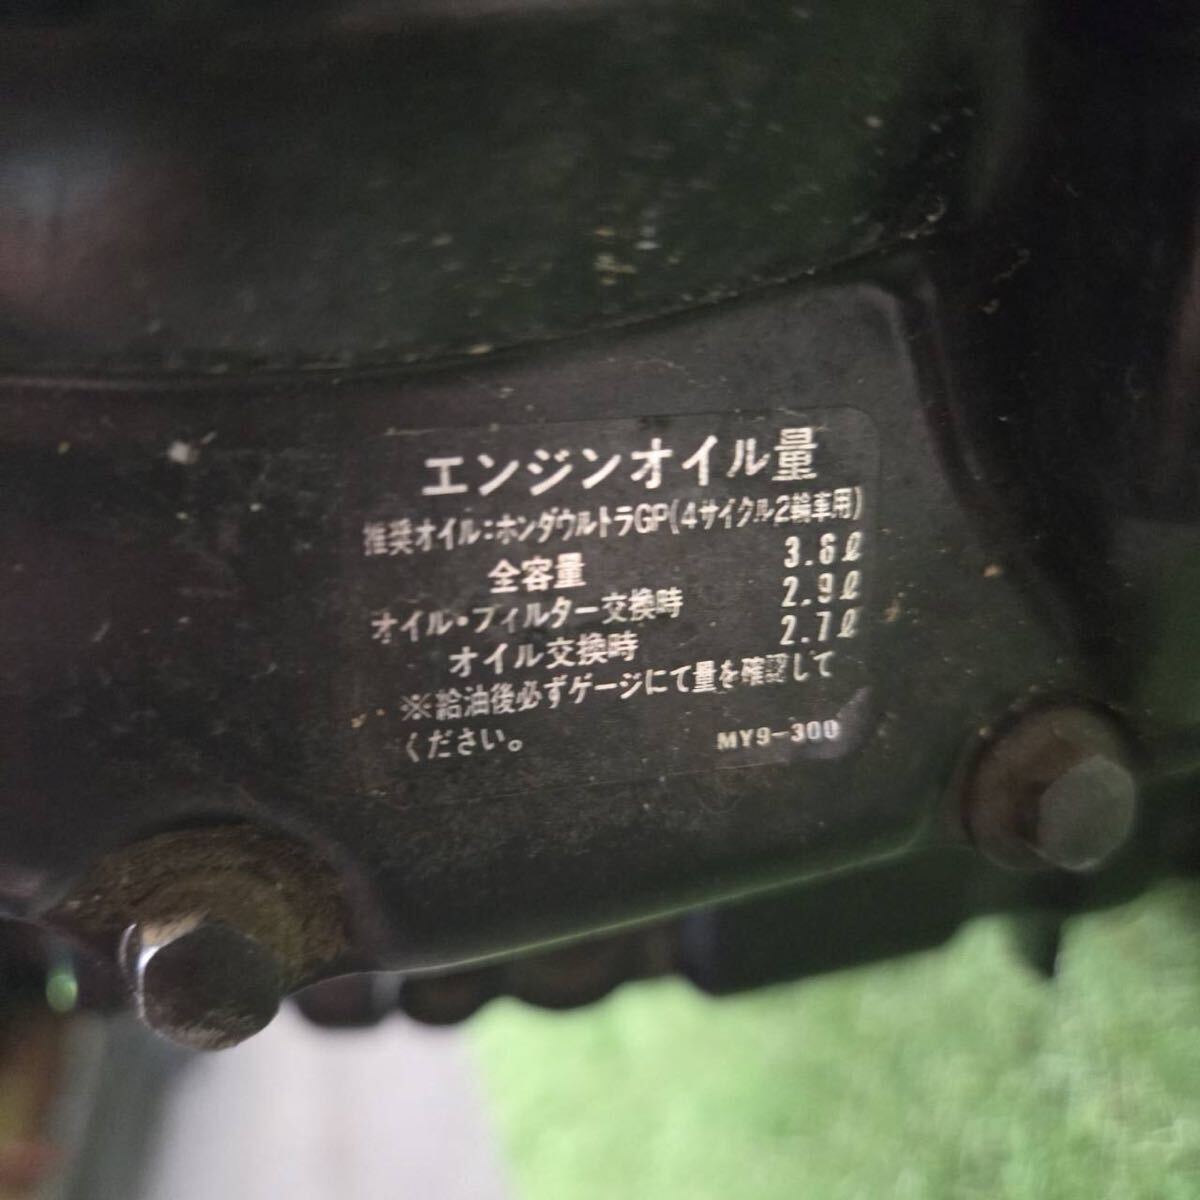 エンジンオイル量
推奨オイル:ホンダウルトラGP(4サイクル2輪車用)
全容量 3.6ℓ
オイル・フィルター交換時 2.9ℓ
オイル交換時 2.7ℓ
※給油後必ずゲージにて量を確認して
ください。
MY9-300